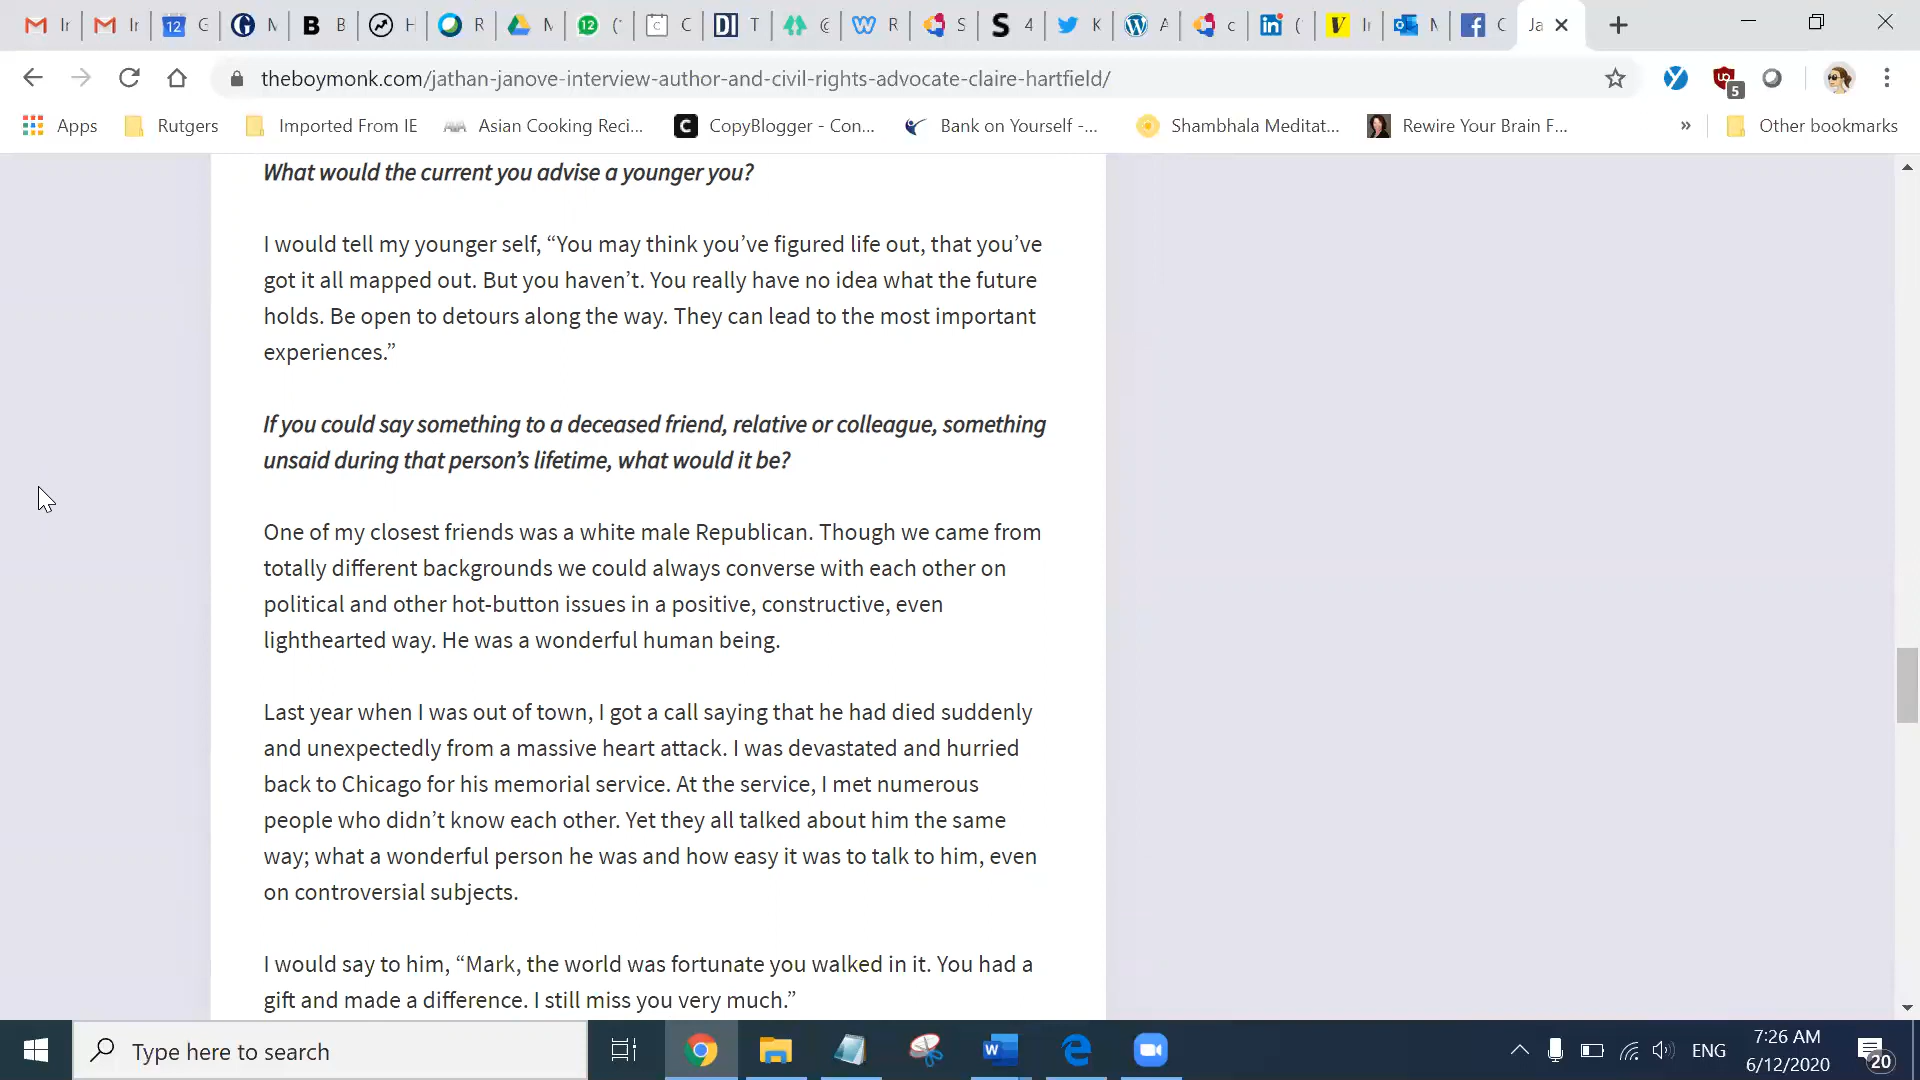 Ir
Ir
12
G
M
B
B
H
R
M
12
(
C
DJ
T
@
R
S
S
4
K
A
c
in
(
V
Ir
M
C
Ja
theboymonk.com/jathan-janove-interview-author-and-civil-rights-advocate-claire-hartfield/
5
Apps
Rutgers
Imported From IE
Asian Cooking Reci...
C
CopyBlogger - Con...
Bank on Yourself -...
Shambhala Meditat...
Rewire Your Brain F...
»
Other bookmarks
What would the current you advise a younger you?
I would tell my younger self, “You may think you’ve figured life out, that you’ve
got it all mapped out. But you haven’t. You really have no idea what the future
holds. Be open to detours along the way. They can lead to the most important
experiences.”
If you could say something to a deceased friend, relative or colleague, something
unsaid during that person’s lifetime, what would it be?
One of my closest friends was a white male Republican. Though we came from
totally different backgrounds we could always converse with each other on
political and other hot-button issues in a positive, constructive, even
lighthearted way. He was a wonderful human being.
Last year when I was out of town, I got a call saying that he had died suddenly
and unexpectedly from a massive heart attack. I was devastated and hurried
back to Chicago for his memorial service. At the service, I met numerous
people who didn’t know each other. Yet they all talked about him the same
way; what a wonderful person he was and how easy it was to talk to him, even
on controversial subjects.
I would say to him, “Mark, the world was fortunate you walked in it. You had a
gift and made a difference. I still miss you very much.”
Type here to search
W
ENG
7:26 AM
6/12/2020
20